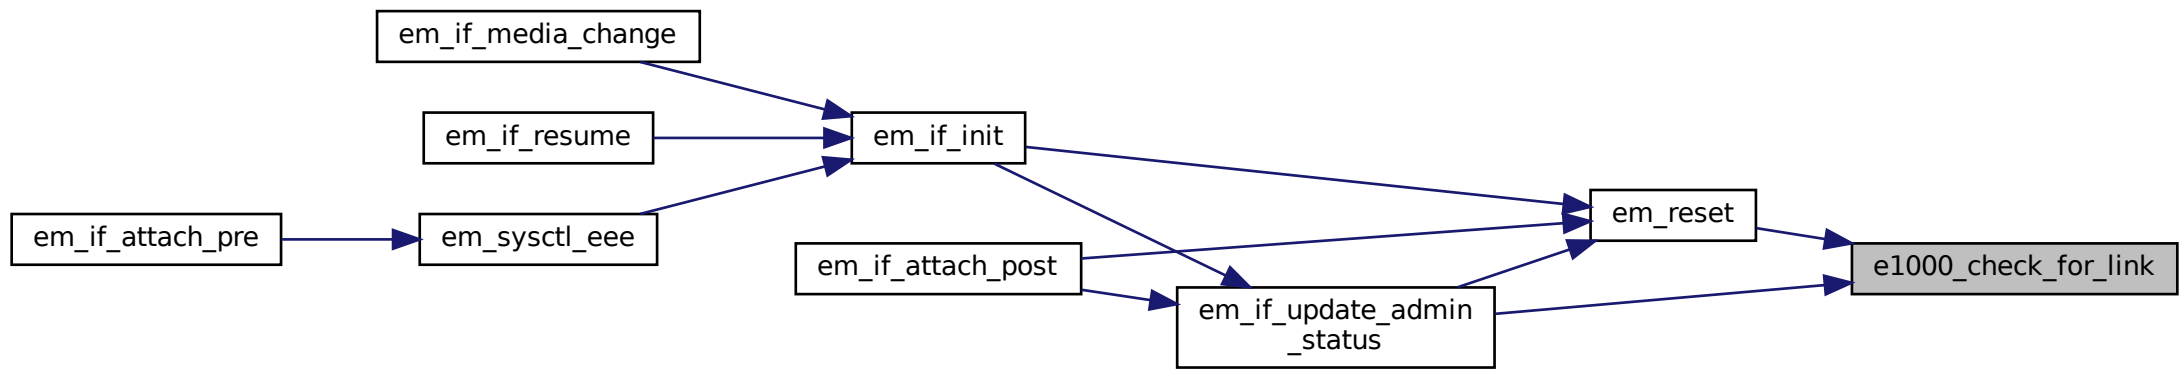 em_if_media_change
em_if_resume
em_if_init
em_if_attach_pre
em_sysctl_eee
em_if_attach_post
em_reset
e1000_check_for_link
em_if_update_admin
_status